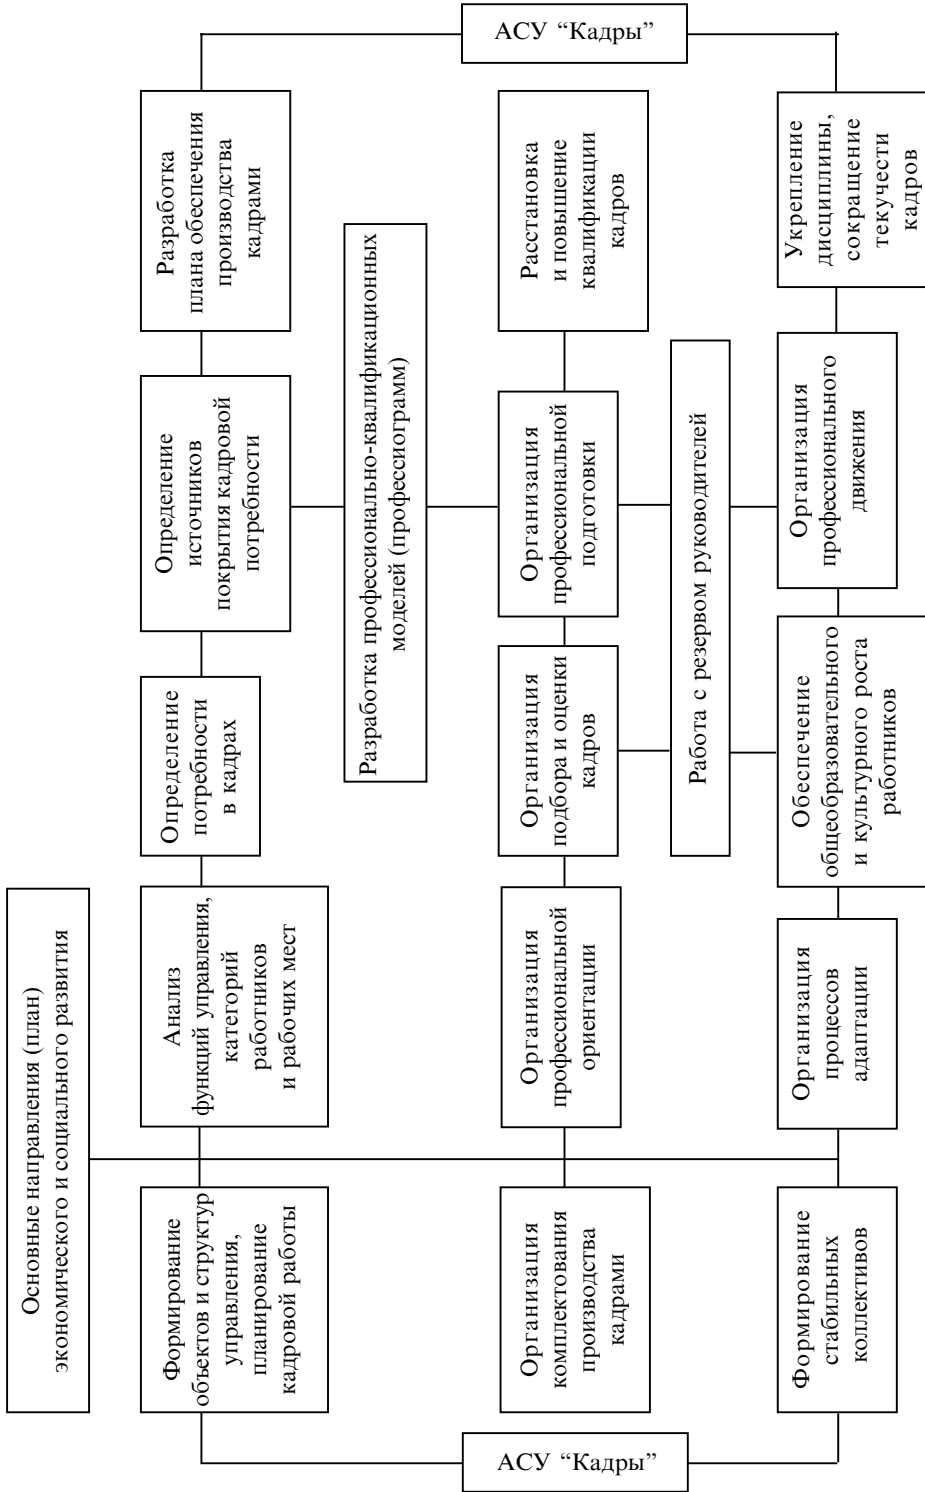 Основные направления (план)
экономического и социального развития
Формирование
объектов и структур
управления,
планирование
кадровой работы
Анализ
функций управления,
категорий
работников
и рабочих мест
Определение
потребности
в кадрах
Определение
источников
покрытия кадровой
потребности
Разработка
плана обеспечения
производства
кадрами
Разработка профессионально-квалификационных
моделей (профессиограмм)
АСУ “Кадры”
АСУ “Кадры”
Организация
комплектования
производства
кадрами
Организация
профессиональной
ориентации
Организация
подбора и оценки
кадров
Организация
профессиональной
подготовки
Расстановка
и повышение
квалификации
кадров
Работа с резервом руководителей
Формирование
стабильных
коллективов
Организация
процессов
адаптации
Обеспечение
общеобразовательного
и культурного роста
работников
Организация
профессионального
движения
Укрепление
дисциплины,
сокращение
текучести
кадров